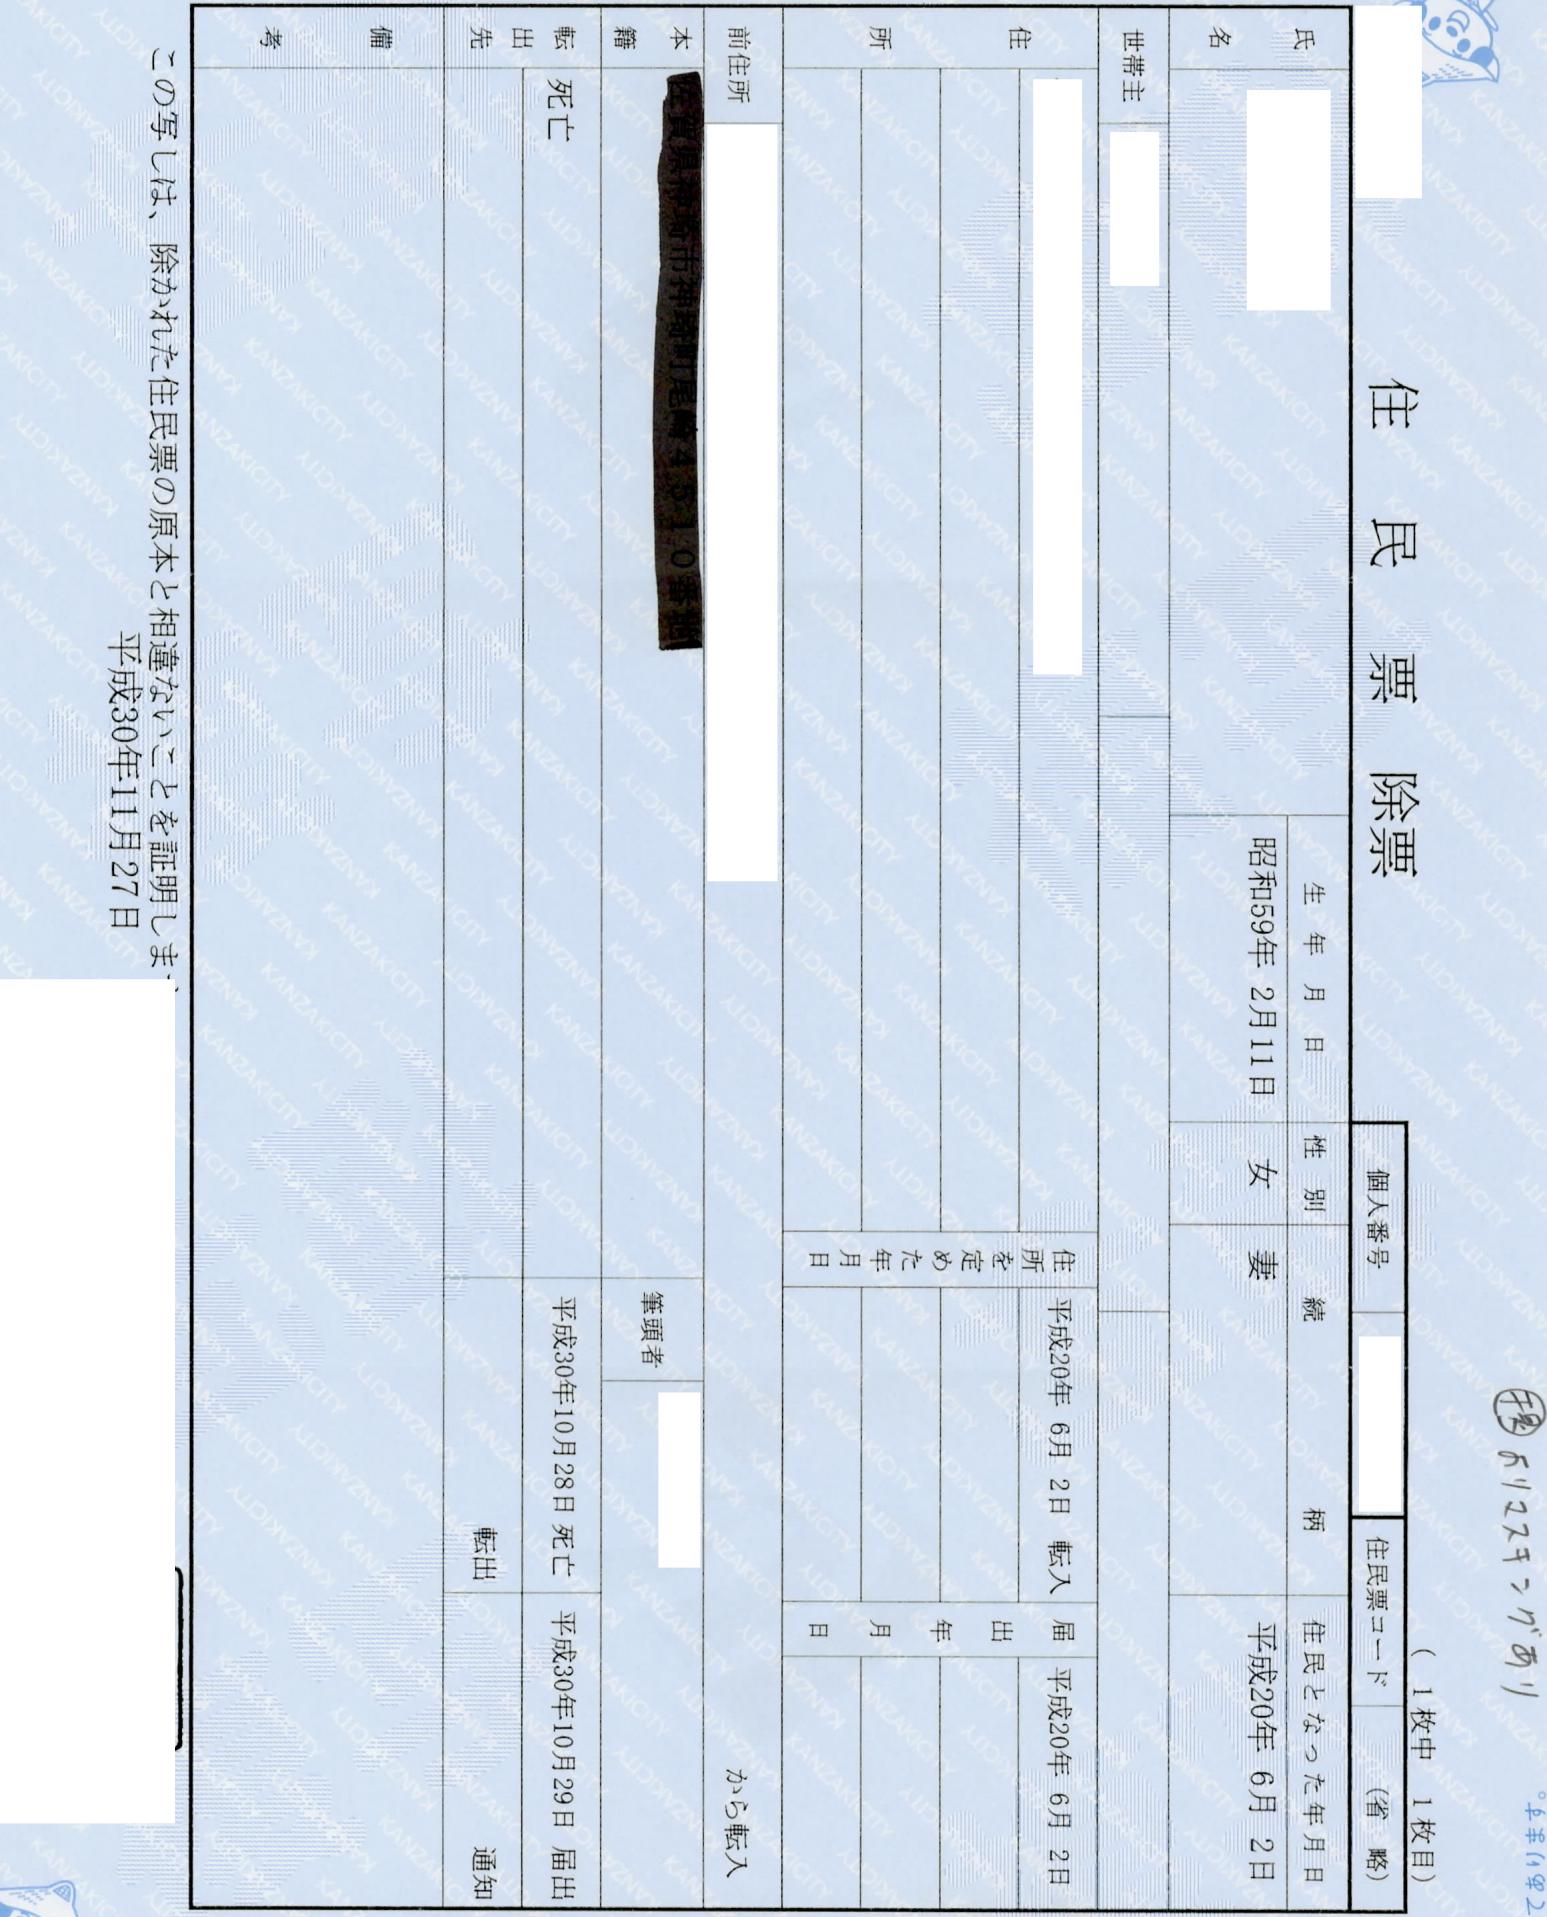 ㊞よりマスキングあり
( 1枚中 1枚目)
住 民 票 除票
個人番号
住民票コード (省 略)
氏 名
生 年 月 日
性 別
続 柄
住民となった年月日
昭和59年 2月11日
女
妻
平成20年 6月 2日
世帯主
住 所
住所を定めた年月日
平成20年 6月 2日 転入
届 出 年 月 日
平成20年 6月 2日
前住所
から転入
本 籍
筆頭者
転 出 先
死亡
平成30年10月28日 死亡
平成30年10月29日 届出
転出
通知
備 考
この写しは、除かれた住民票の原本と相違ないことを証明しま
平成30年11月27日
KANZAKICITY